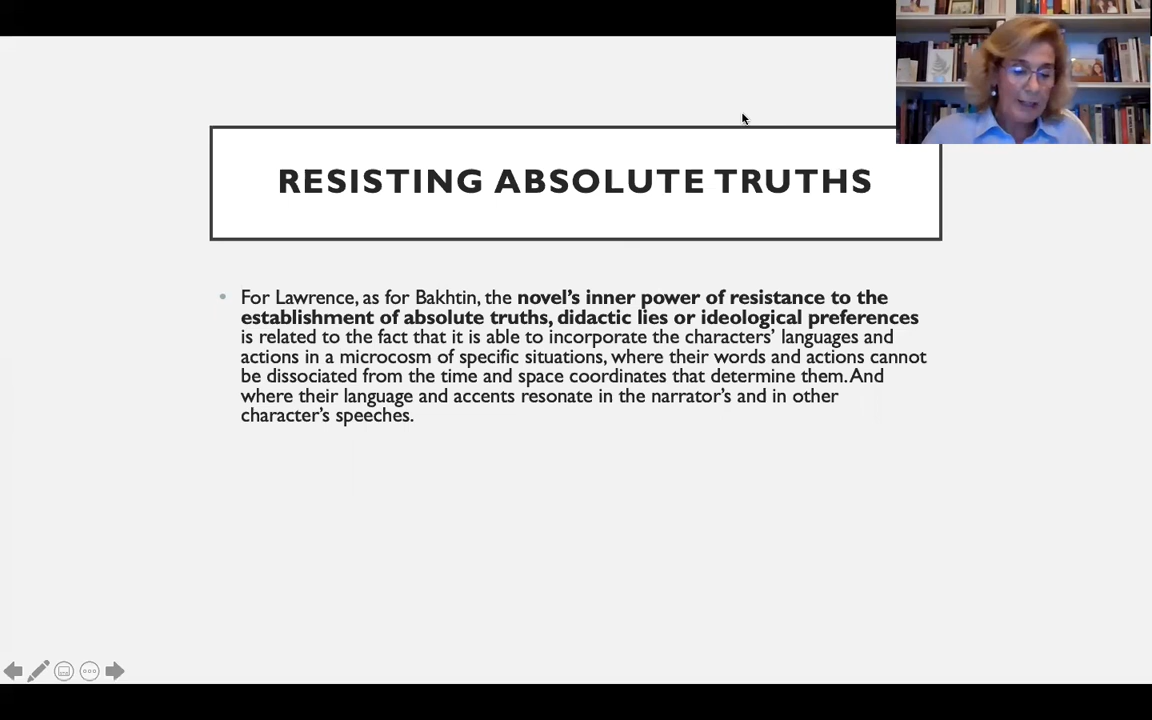 RESISTING ABSOLUTE TRUTHS
• For Lawrence, as for Bakhtin, the novel's inner power of resistance to the
establishment of absolute truths, didactic lies or ideological preferences
is related to the fact that it is able to incorporate the characters' languages and
actions in a microcosm of specific situations, where their words and actions cannot
be dissociated from the time and space coordinates that determine them. And
where their language and accents resonate in the narrator's and in other
character's speeches.